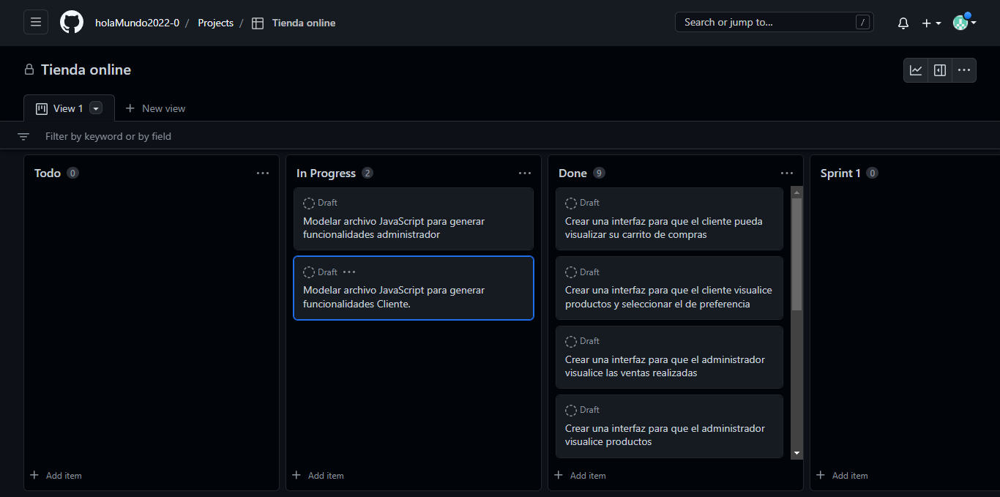 holaMundo2022-0 / Projects / Tienda online
Search or jump to... /
Tienda online
View 1
New view
Filter by keyword or by field
Todo 0
Add item
In Progress 2
Draft
Modelar archivo JavaScript para generar
funcionalidades administrador
Draft
Modelar archivo JavaScript para generar
funcionalidades Cliente.
Add item
Done 9
Draft
Crear una interfaz para que el cliente pueda
visualizar su carrito de compras
Draft
Crear una interfaz para que el cliente visualice
productos y seleccionar el de preferencia
Draft
Crear una interfaz para que el administrador
visualice las ventas realizadas
Draft
Crear una interfaz para que el administrador
visualice productos
Add item
Sprint 1 0
Add item